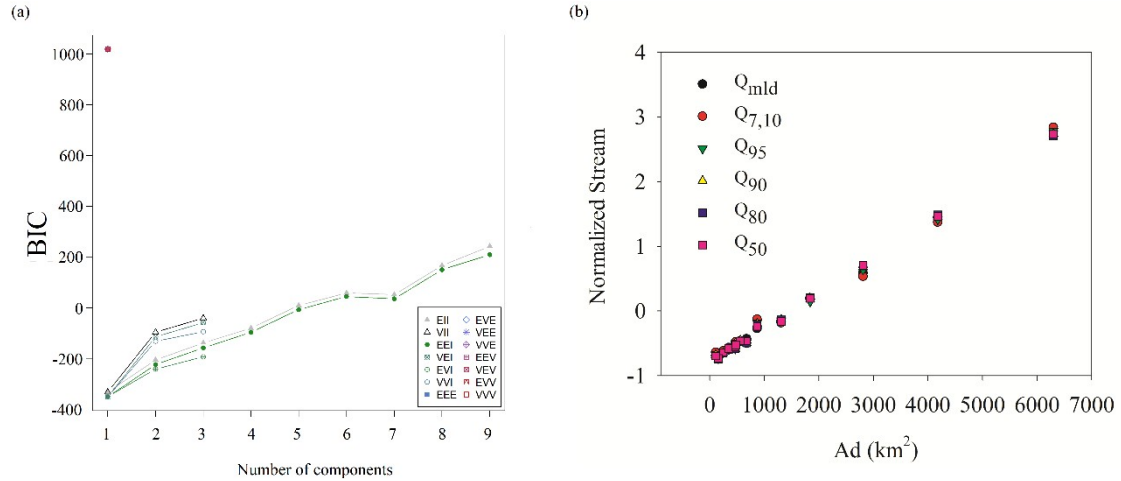 (a)
BIC
1000
800
600
400
200
0
-200
-400
1 2 3 4 5 6 7 8 9
Number of components
EII EVE
VII VEE
EEI VVE
VEI EEV
EVI VEV
VVI EVV
EEE VVV
(b)
Normalized Stream
4
3
2
1
0
-1
Qmld
Q7,10
Q95
Q90
Q80
Q50
0 1000 2000 3000 4000 5000 6000 7000
Ad (km²)